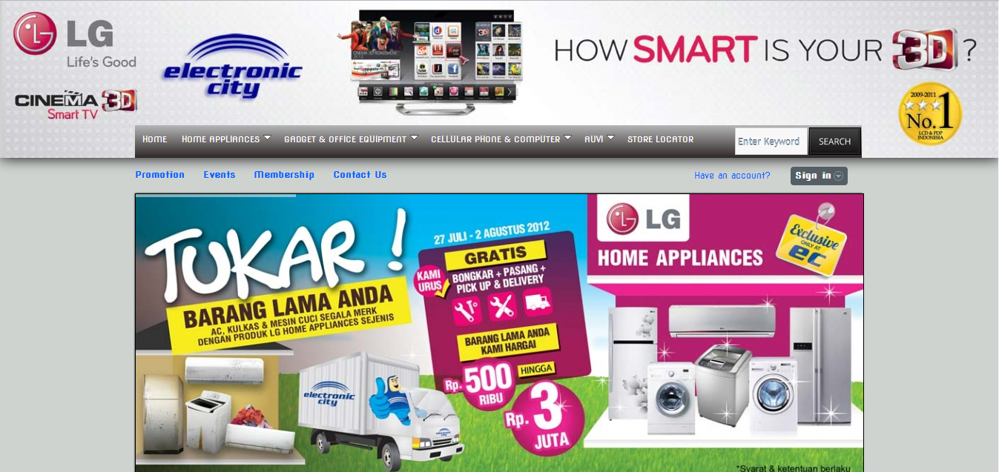 LG
Life's Good
CINEMA 3D
Smart TV
electronic
city
HOW SMART IS YOUR 3D ?
2009-2011
No.1
LCD & PDP
INDONESIA
HOME HOME APPLIANCES GADGET & OFFICE EQUIPMENT CELLULAR PHONE & COMPUTER AUVI STORE LOCATOR
Enter Keyword SEARCH
Promotion Events Membership Contact Us
Have an account? Sign in
TUKAR !
BARANG LAMA ANDA
AC, KULKAS & MESIN CUCI SEGALA MERK
DENGAN PRODUK LG HOME APPLIANCES SEJENIS
27 JULI - 2 AGUSTUS 2012
GRATIS
KAMI
URUS
BONGKAR + PASANG +
PICK UP & DELIVERY
BARANG LAMA ANDA
KAMI HARGAI
Rp. 500
RIBU
HINGGA
Rp. 3
JUTA
LG
HOME APPLIANCES
Exclusive
ONLY AT
ec
electronic
city
electronic
city
*Syarat & ketentuan berlaku